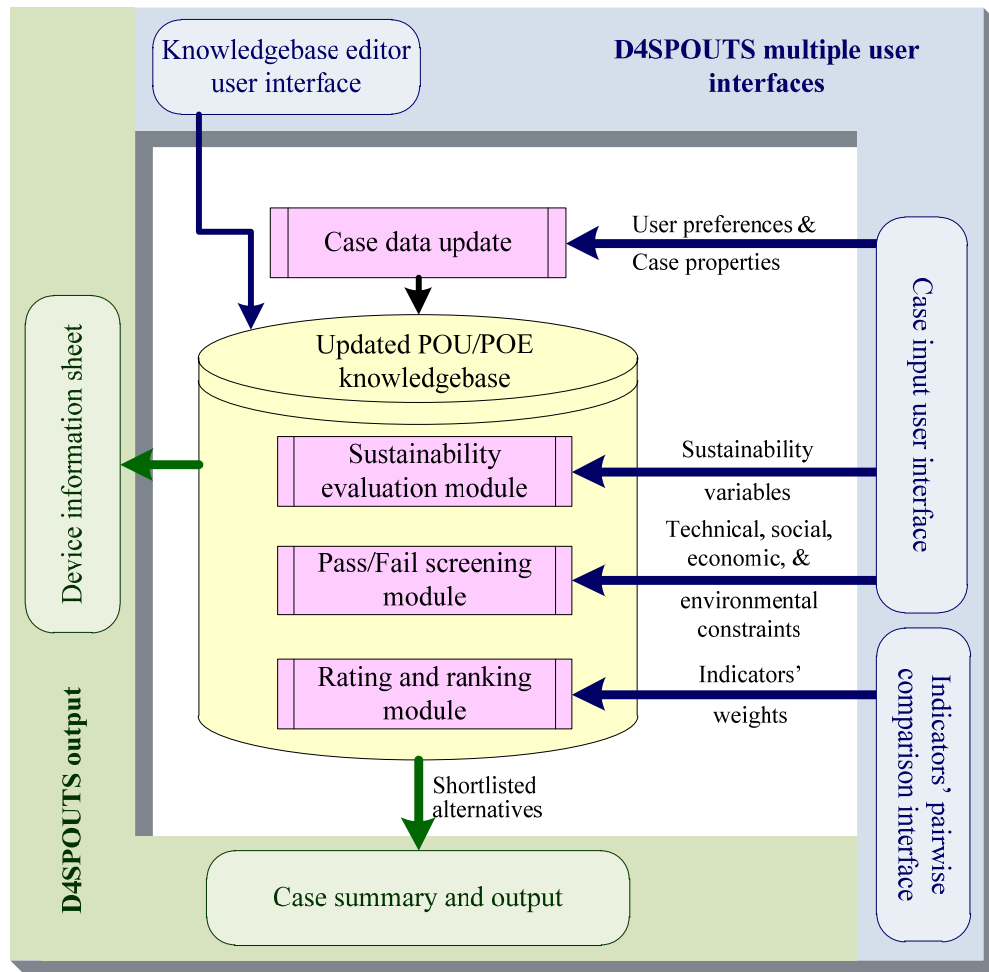 Knowledgebase editor
user interface
D4SPOUTS multiple user
interfaces
Case data update
User preferences &
Case properties
Updated POU/POE
knowledgebase
Sustainability
evaluation module
Sustainability
variables
Pass/Fail screening
module
Technical, social,
economic, &
environmental
constraints
Rating and ranking
module
Indicators'
weights
Case input user interface
Indicators' pairwise
comparison interface
Device information sheet
D4SPOUTS output
Shortlisted
alternatives
Case summary and output